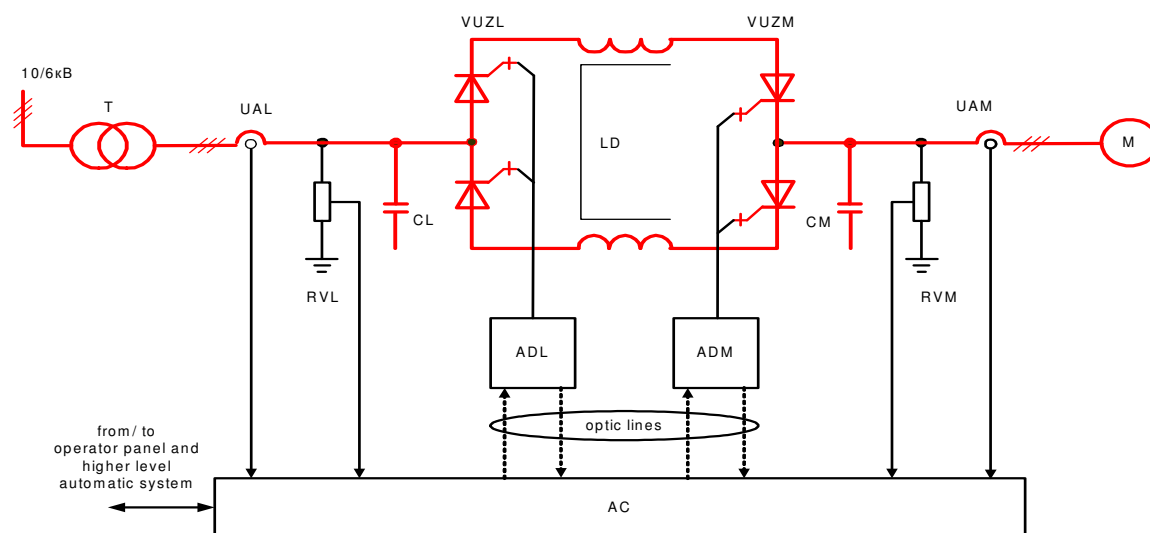 VUZL
VUZM
10/6кВ
T
UAL
LD
UAM
M
CL
CM
RVL
RVM
ADL
ADM
optic lines
from/ to
operator panel and
higher level
automatic system
AC